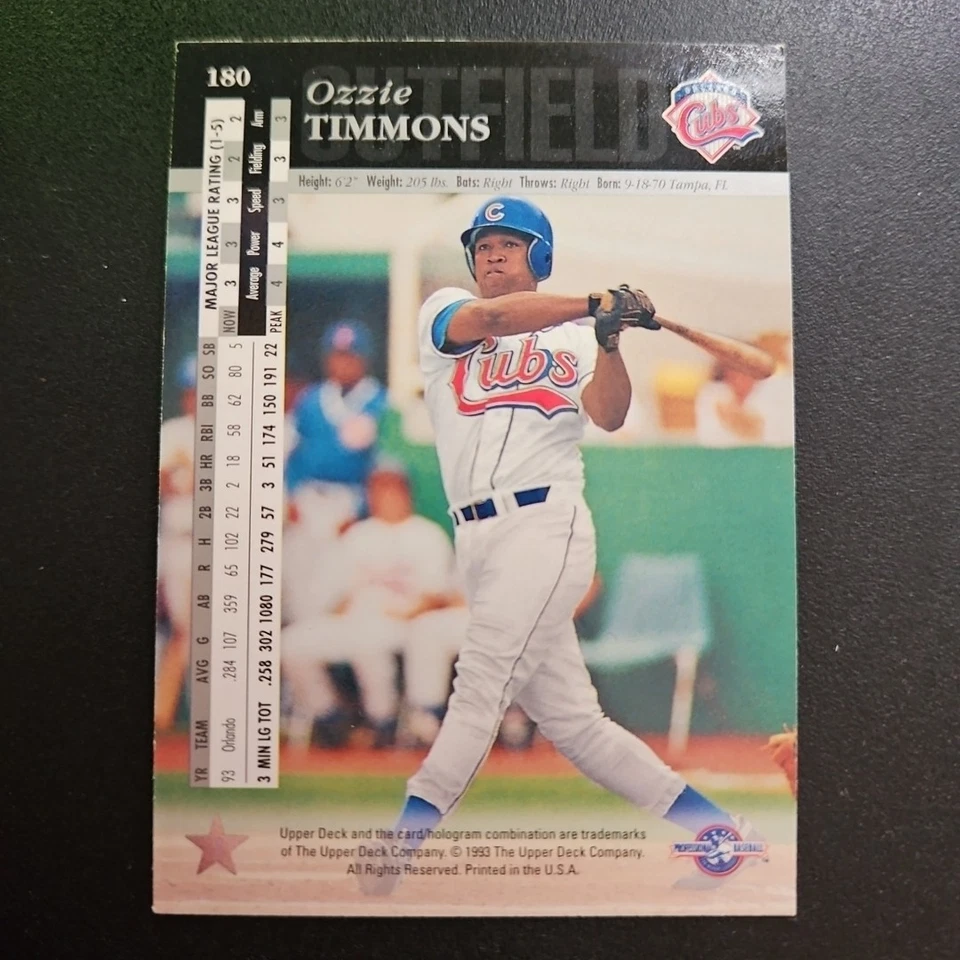 180
OUTFIELD
Ozzie
TIMMONS
ORLANDO
Cubs
Height: 6'2" Weight: 205 lbs. Bats: Right Throws: Right Born: 9-18-70 Tampa, FL
MAJOR LEAGUE RATING (1-5)
NOW 3 3 3 2 2
Average Power Speed Fielding Arm
PEAK 4 4 3 3 3
YR TEAM AVG G AB R H 2B 3B HR RBI BB SO SB
93 Orlando .284 107 359 65 102 22 2 18 58 62 80 5
3 MIN LG TOT .258 302 1080 177 279 57 3 51 174 150 191 22
C
Cubs
Upper Deck and the card/hologram combination are trademarks
of The Upper Deck Company. © 1993 The Upper Deck Company.
All Rights Reserved. Printed in the U.S.A.
PROFESSIONAL BASEBALL